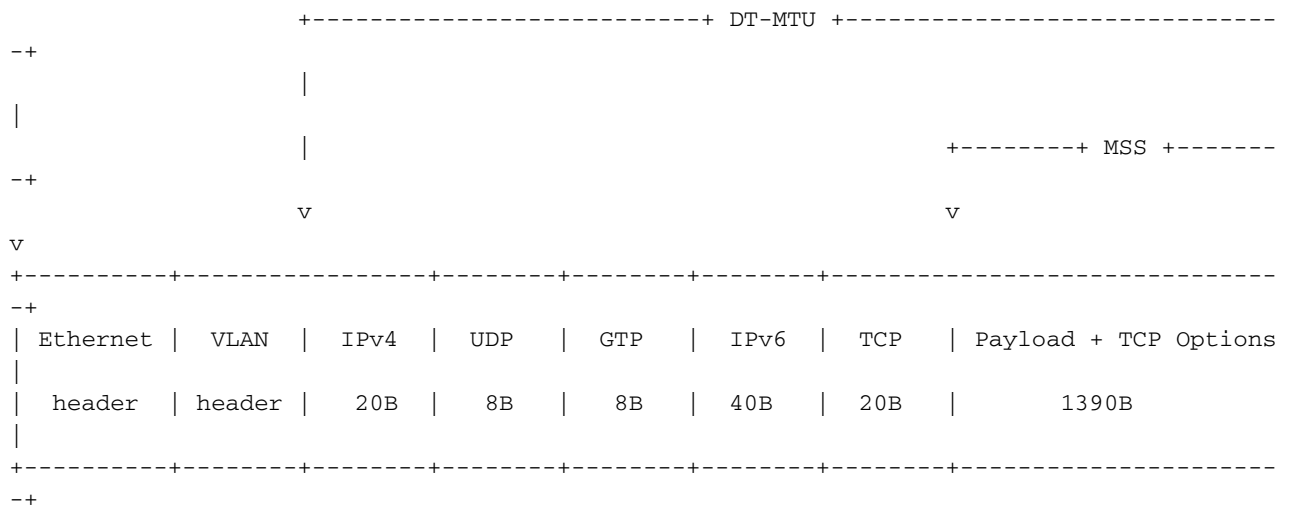 +---------------------------+ DT-MTU +------------------------------
-+
|
|
| +--------+ MSS +-------
-+
v v
v
+----------+-----------------+--------+--------+--------+-------------------------------
-+
| Ethernet | VLAN | IPv4 | UDP | GTP | IPv6 | TCP | Payload + TCP Options
|
| header | header | 20B | 8B | 8B | 40B | 20B | 1390B
|
+----------+--------+--------+--------+--------+--------+--------+----------------------
-+